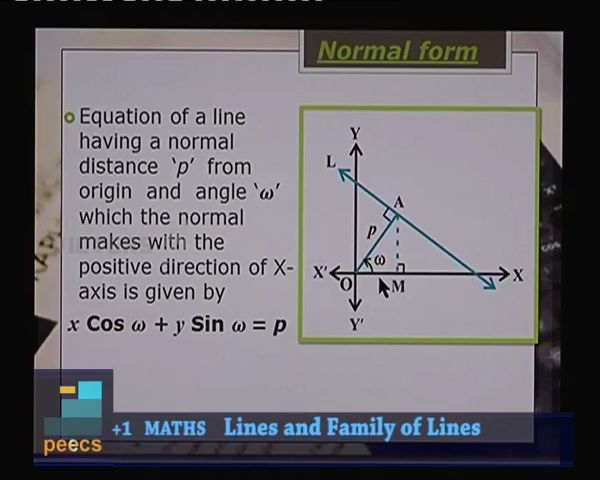 Normal form
Equation of a line
having a normal
distance ‘p’ from
origin and angle ‘ω’
which the normal
makes with the
positive direction of X-
axis is given by
x Cos ω + y Sin ω = p
Y
L
A
p
ω
X′
O
M
X
Y′
cos
peecs
+1 MATHS Lines and Family of Lines